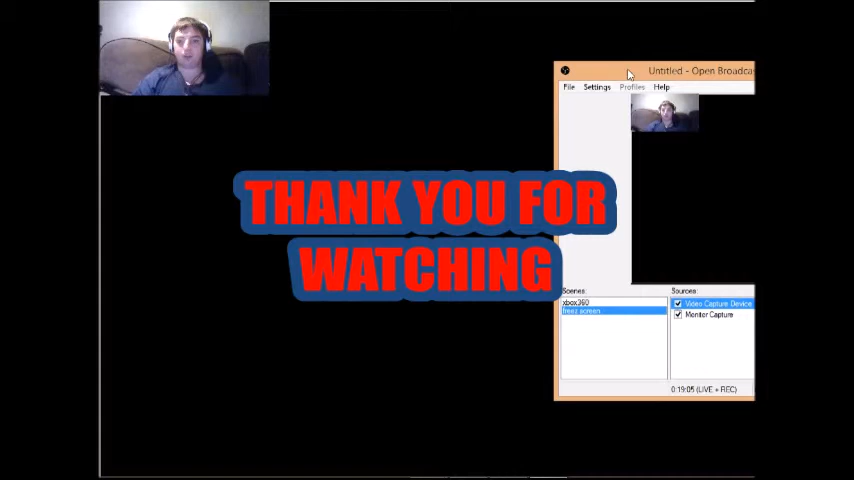 Untitled - Open Broadcas
File Settings Profiles Help
THANK YOU FOR
WATCHING
Scenes:
xbox360
freez screen
Sources:
Video Capture Device
Monitor Capture
0:19:05 (LIVE + REC)